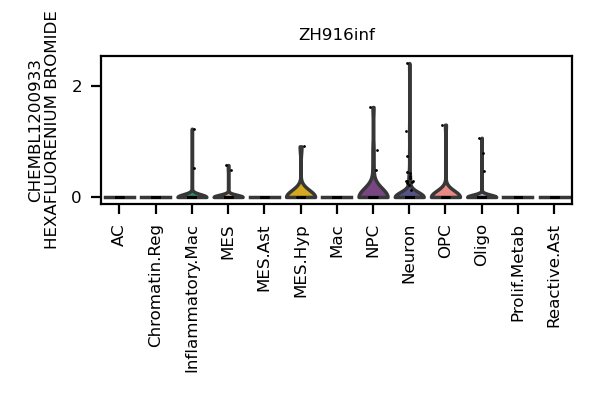 ZH916inf
CHEMBL1200933
HEXAFLUORENIUM BROMIDE
2
0
AC
Chromatin.Reg
Inflammatory.Mac
MES
MES.Ast
MES.Hyp
Mac
NPC
Neuron
OPC
Oligo
Prolif.Metab
Reactive.Ast